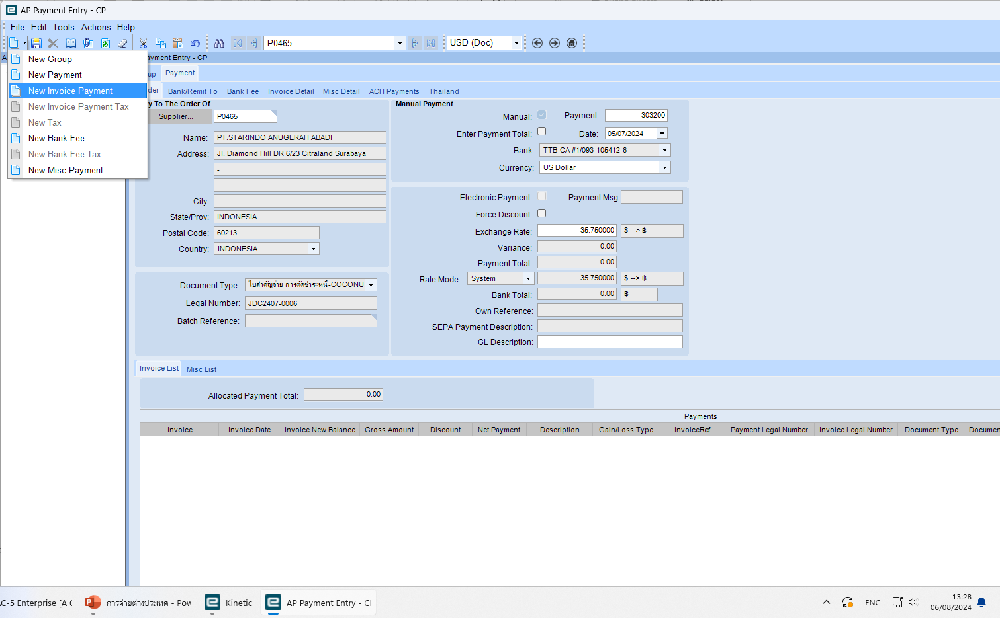 AP Payment Entry - CP
File Edit Tools Actions Help
P0465 USD (Doc)
ayment Entry - CP
New Group
New Payment
New Invoice Payment
New Invoice Payment Tax
New Tax
New Bank Fee
New Bank Fee Tax
New Misc Payment
up Payment
der Bank/Remit To Bank Fee Invoice Detail Misc Detail ACH Payments Thailand
y To The Order Of
Supplier... P0465
Name: PT.STARINDO ANUGERAH ABADI
Address: Jl. Diamond Hill DR 6/23 Citraland Surabaya
-
City:
State/Prov: INDONESIA
Postal Code: 60213
Country: INDONESIA
Document Type: ใบสำคัญจ่าย การตัดชำระหนี้-COCONU
Legal Number: JDC2407-0006
Batch Reference:
Manual Payment
Manual: Payment: 303200
Enter Payment Total: Date: 05/07/2024
Bank: TTB-CA #1/093-105412-6
Currency: US Dollar
Electronic Payment: Payment Msg:
Force Discount:
Exchange Rate: 35.750000 $ --> ฿
Variance: 0.00
Payment Total: 0.00
Rate Mode: System 35.750000 $ --> ฿
Bank Total: 0.00 ฿
Own Reference:
SEPA Payment Description:
GL Description:
Invoice List Misc List
Allocated Payment Total: 0.00
Payments
Invoice Invoice Date Invoice New Balance Gross Amount Discount Net Payment Description Gain/Loss Type InvoiceRef Payment Legal Number Invoice Legal Number Document Type Documen
AC-5 Enterprise [A C การจ่ายต่างประเทศ - Pow Kinetic AP Payment Entry - CI
ENG 13:28
06/08/2024